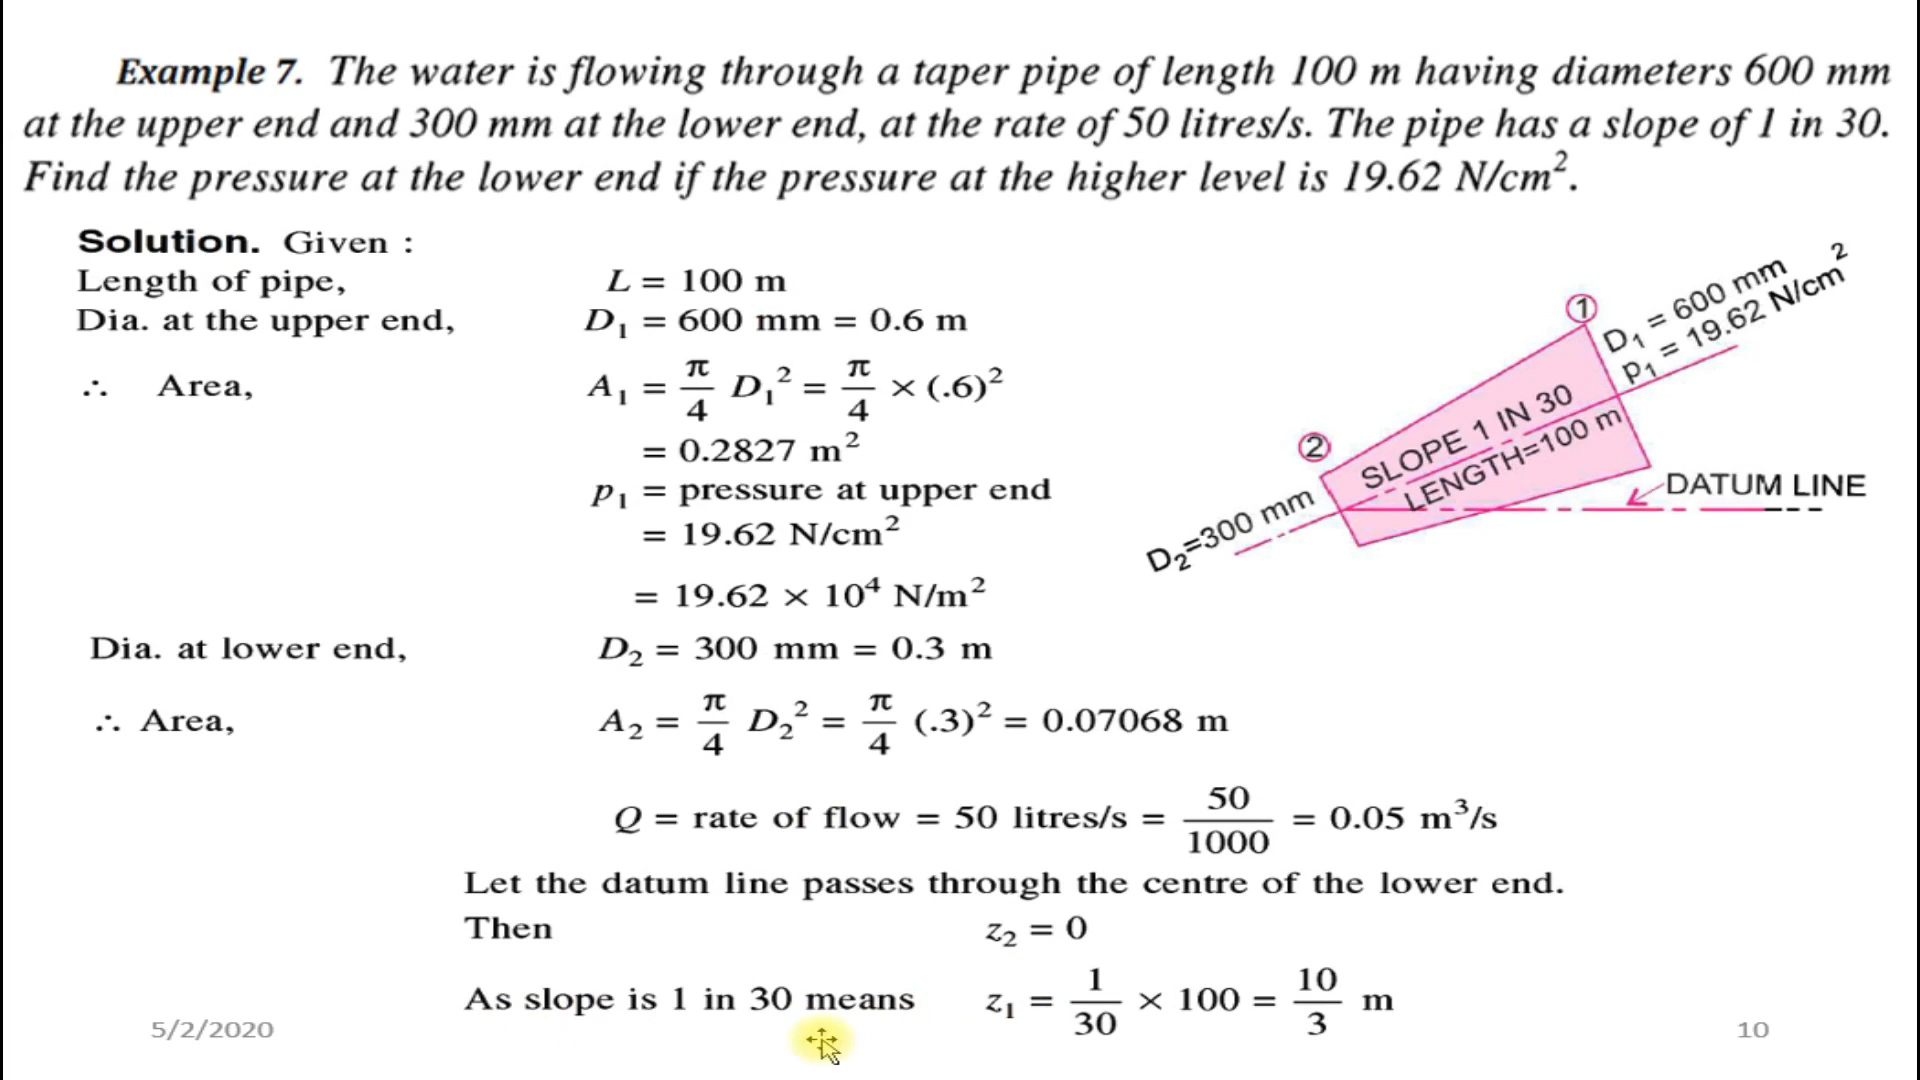 Example 7. The water is flowing through a taper pipe of length 100 m having diameters 600 mm
at the upper end and 300 mm at the lower end, at the rate of 50 litres/s. The pipe has a slope of 1 in 30.
Find the pressure at the lower end if the pressure at the higher level is 19.62 N/cm².
Solution. Given :
Length of pipe, L = 100 m
Dia. at the upper end, D₁ = 600 mm = 0.6 m
∴ Area, A₁ = π/4 D₁² = π/4 × (.6)²
= 0.2827 m²
p₁ = pressure at upper end
= 19.62 N/cm²
= 19.62 × 10⁴ N/m²
Dia. at lower end, D₂ = 300 mm = 0.3 m
∴ Area, A₂ = π/4 D₂² = π/4 (.3)² = 0.07068 m
Q = rate of flow = 50 litres/s = 50/1000 = 0.05 m³/s
Let the datum line passes through the centre of the lower end.
Then z₂ = 0
As slope is 1 in 30 means z₁ = 1/30 × 100 = 10/3 m
①
D₁ = 600 mm
p₁ = 19.62 N/cm²
②
SLOPE 1 IN 30
LENGTH=100 m
DATUM LINE
D₂=300 mm
5/2/2020
10